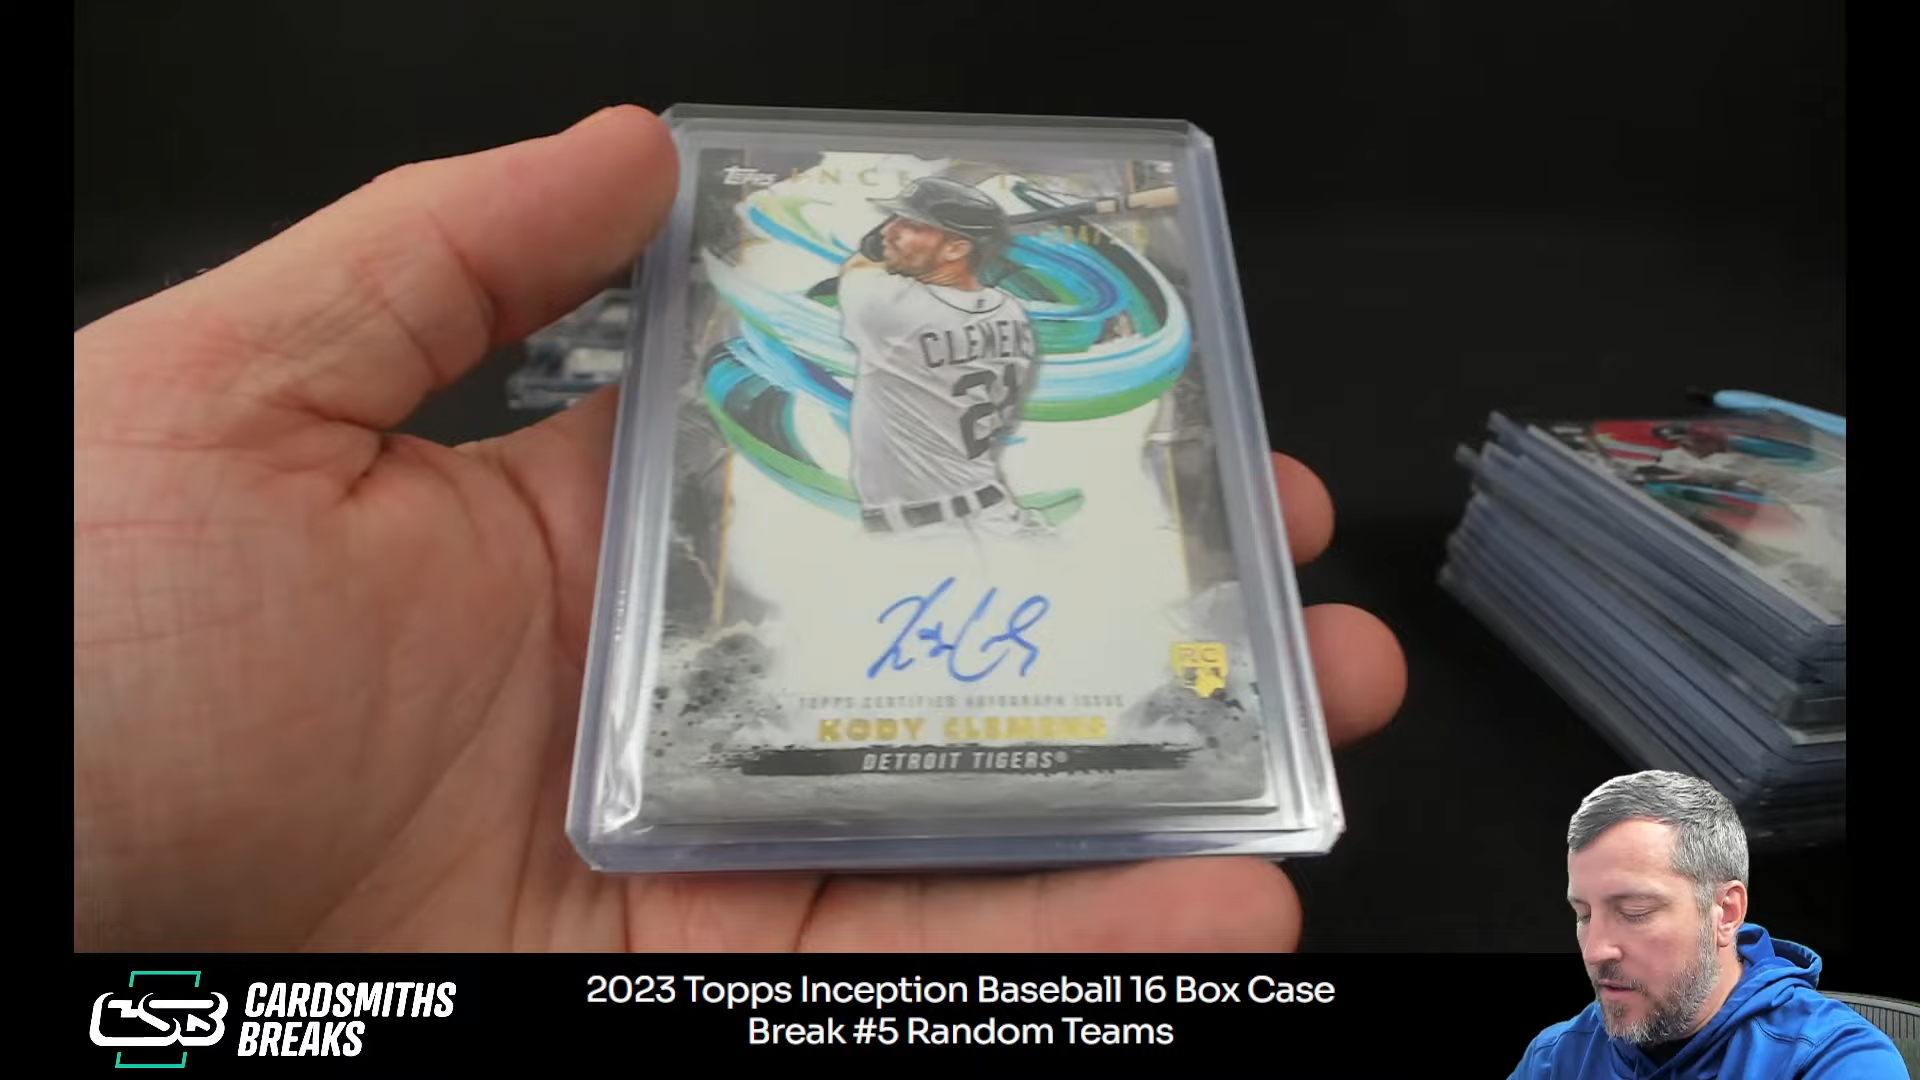 TOPPS
CLEMENS
21
TOPPS CERTIFIED AUTOGRAPH ISSUE
RC
KODY CLEMENS
DETROIT TIGERS®
CSB
CARDSMITHS
BREAKS
2023 Topps Inception Baseball 16 Box Case
Break #5 Random Teams